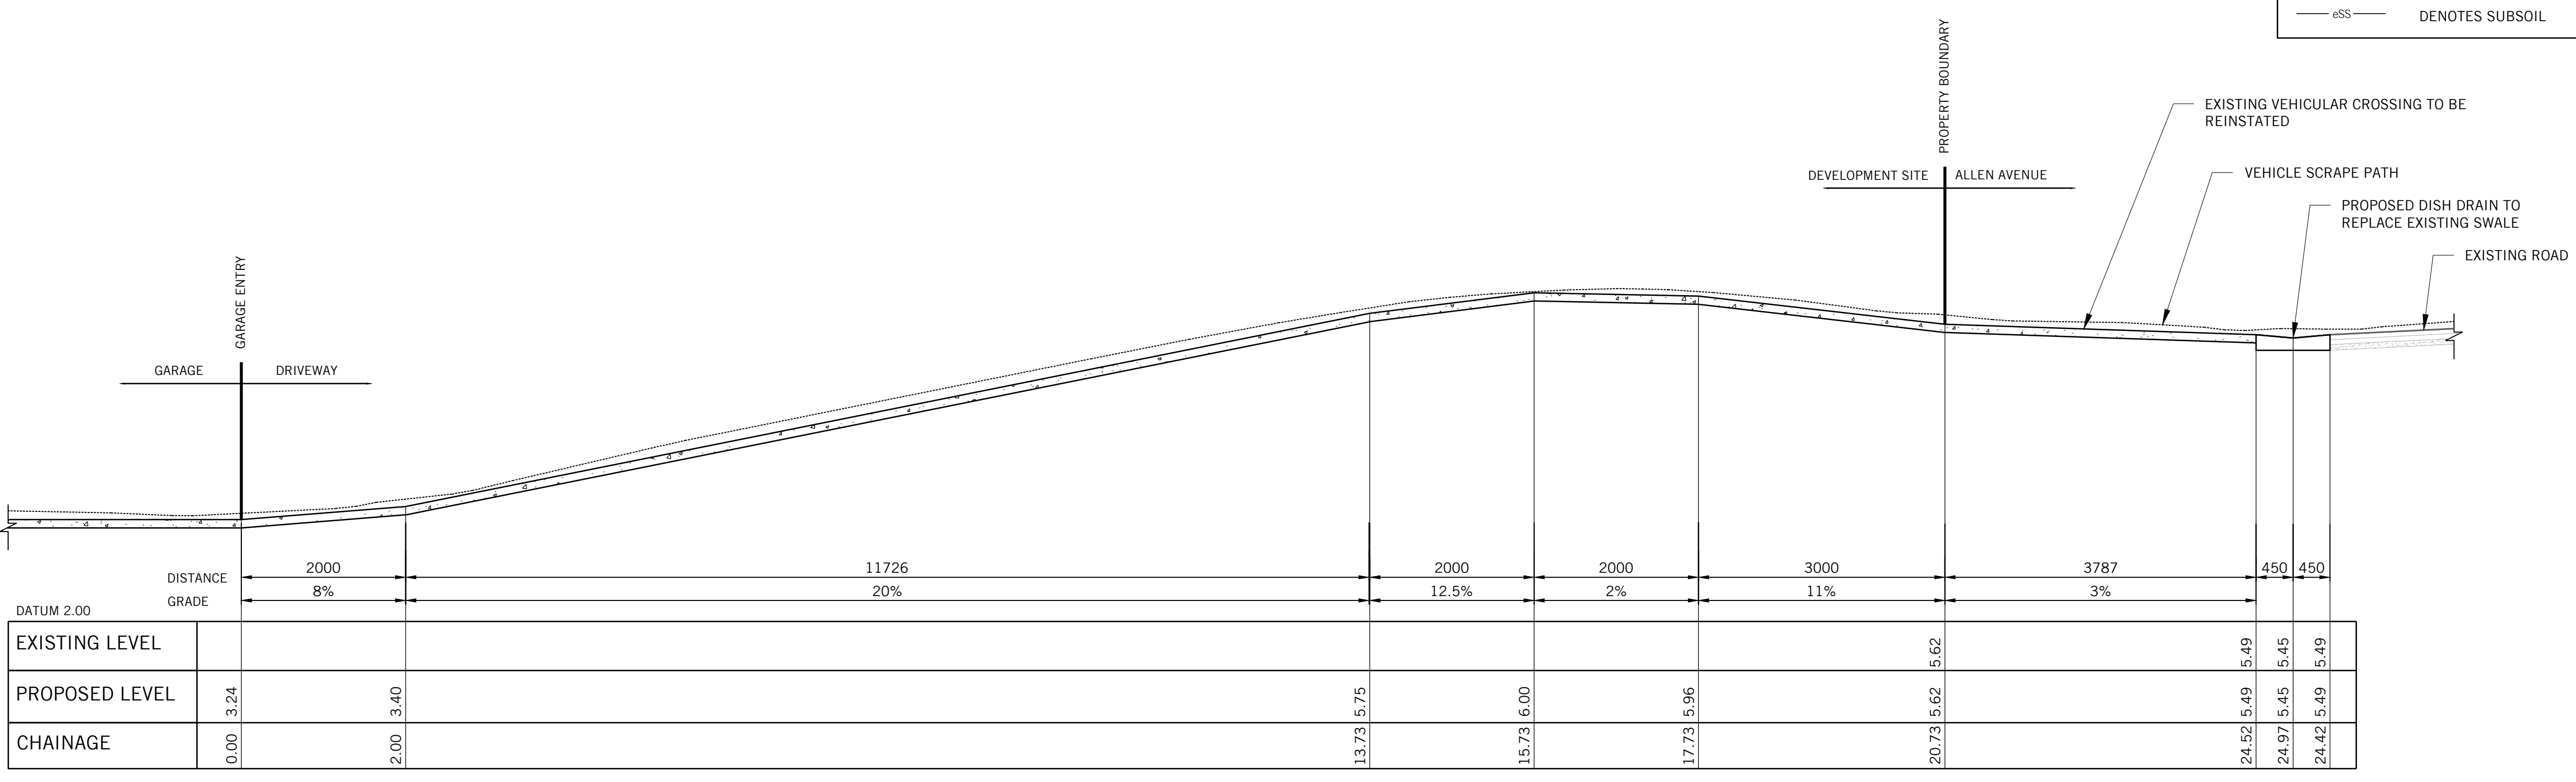 eSS
DENOTES SUBSOIL
PROPERTY BOUNDARY
EXISTING VEHICULAR CROSSING TO BE
REINSTATED
DEVELOPMENT SITE
ALLEN AVENUE
VEHICLE SCRAPE PATH
PROPOSED DISH DRAIN TO
REPLACE EXISTING SWALE
EXISTING ROAD
GARAGE ENTRY
GARAGE
DRIVEWAY
DISTANCE 2000 11726 2000 2000 3000 3787 450 450
GRADE 8% 20% 12.5% 2% 11% 3%
DATUM 2.00
EXISTING LEVEL 5.62 5.49 5.45 5.49
PROPOSED LEVEL 3.24 3.40 5.75 6.00 5.96 5.62 5.49 5.45 5.49
CHAINAGE 0.00 2.00 13.73 15.73 17.73 20.73 24.52 24.97 24.42